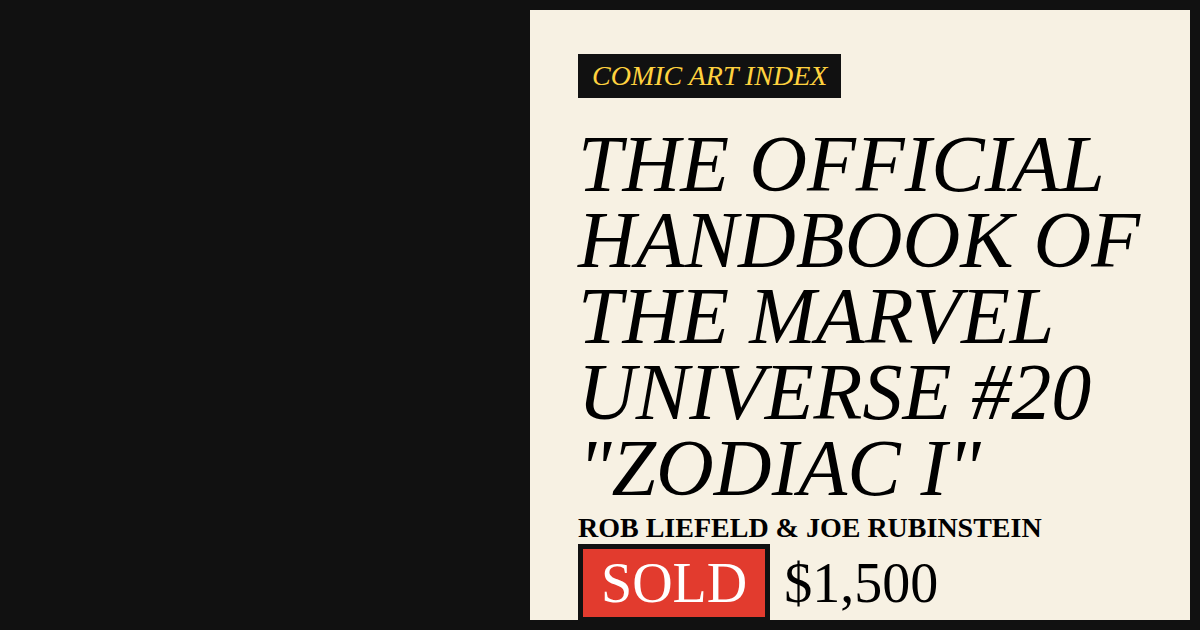 COMIC ART INDEX
THE OFFICIAL
HANDBOOK OF
THE MARVEL
UNIVERSE #20
"ZODIAC I"
ROB LIEFELD & JOE RUBINSTEIN
SOLD $1,500